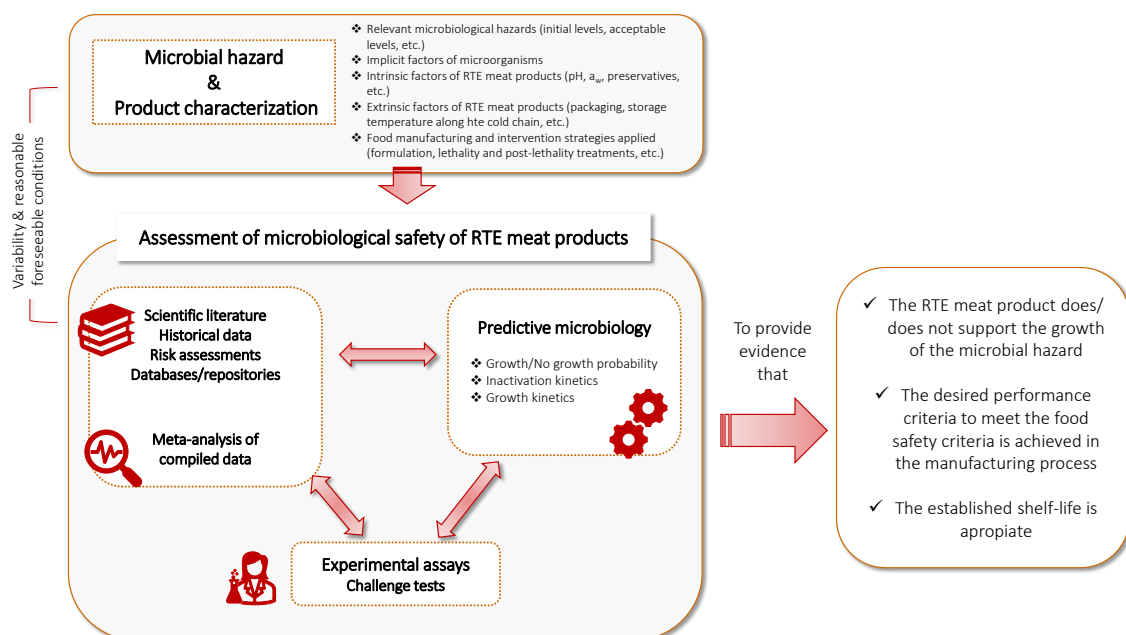 Microbial hazard
&
Product characterization
❖ Relevant microbiological hazards (initial levels, acceptable
levels, etc.)
❖ Implicit factors of microorganisms
❖ Intrinsic factors of RTE meat products (pH, aw, preservatives,
etc.)
❖ Extrinsic factors of RTE meat products (packaging, storage
temperature along hte cold chain, etc.)
❖ Food manufacturing and intervention strategies applied
(formulation, lethality and post-lethality treatments, etc.)
Variability & reasonable
foreseeable conditions
Assessment of microbiological safety of RTE meat products
Scientific literature
Historical data
Risk assessments
Databases/repositories
Meta-analysis of
compiled data
Predictive microbiology
❖ Growth/No growth probability
❖ Inactivation kinetics
❖ Growth kinetics
Experimental assays
Challenge tests
To provide
evidence
that
✓ The RTE meat product does/
does not support the growth
of the microbial hazard
✓ The desired performance
criteria to meet the food
safety criteria is achieved in
the manufacturing process
✓ The established shelf-life is
apropiate